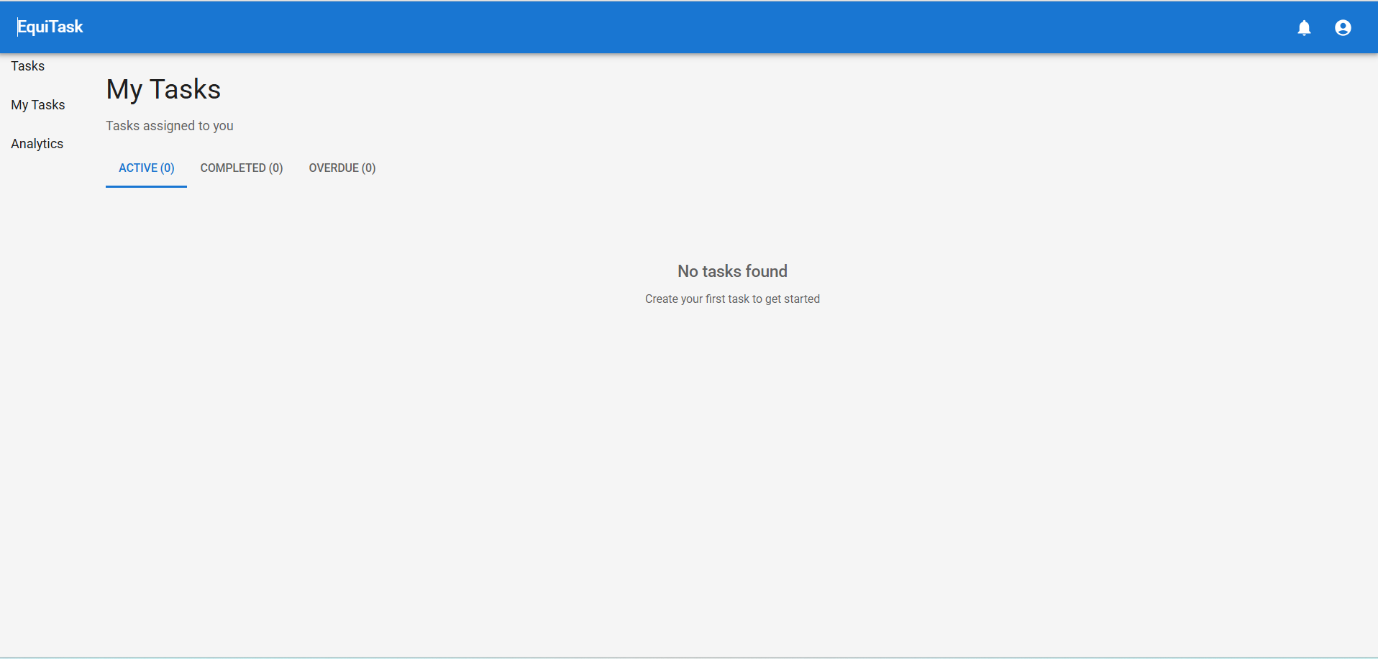 EquiTask
Tasks
My Tasks
Analytics
My Tasks
Tasks assigned to you
ACTIVE (0) COMPLETED (0) OVERDUE (0)
No tasks found
Create your first task to get started